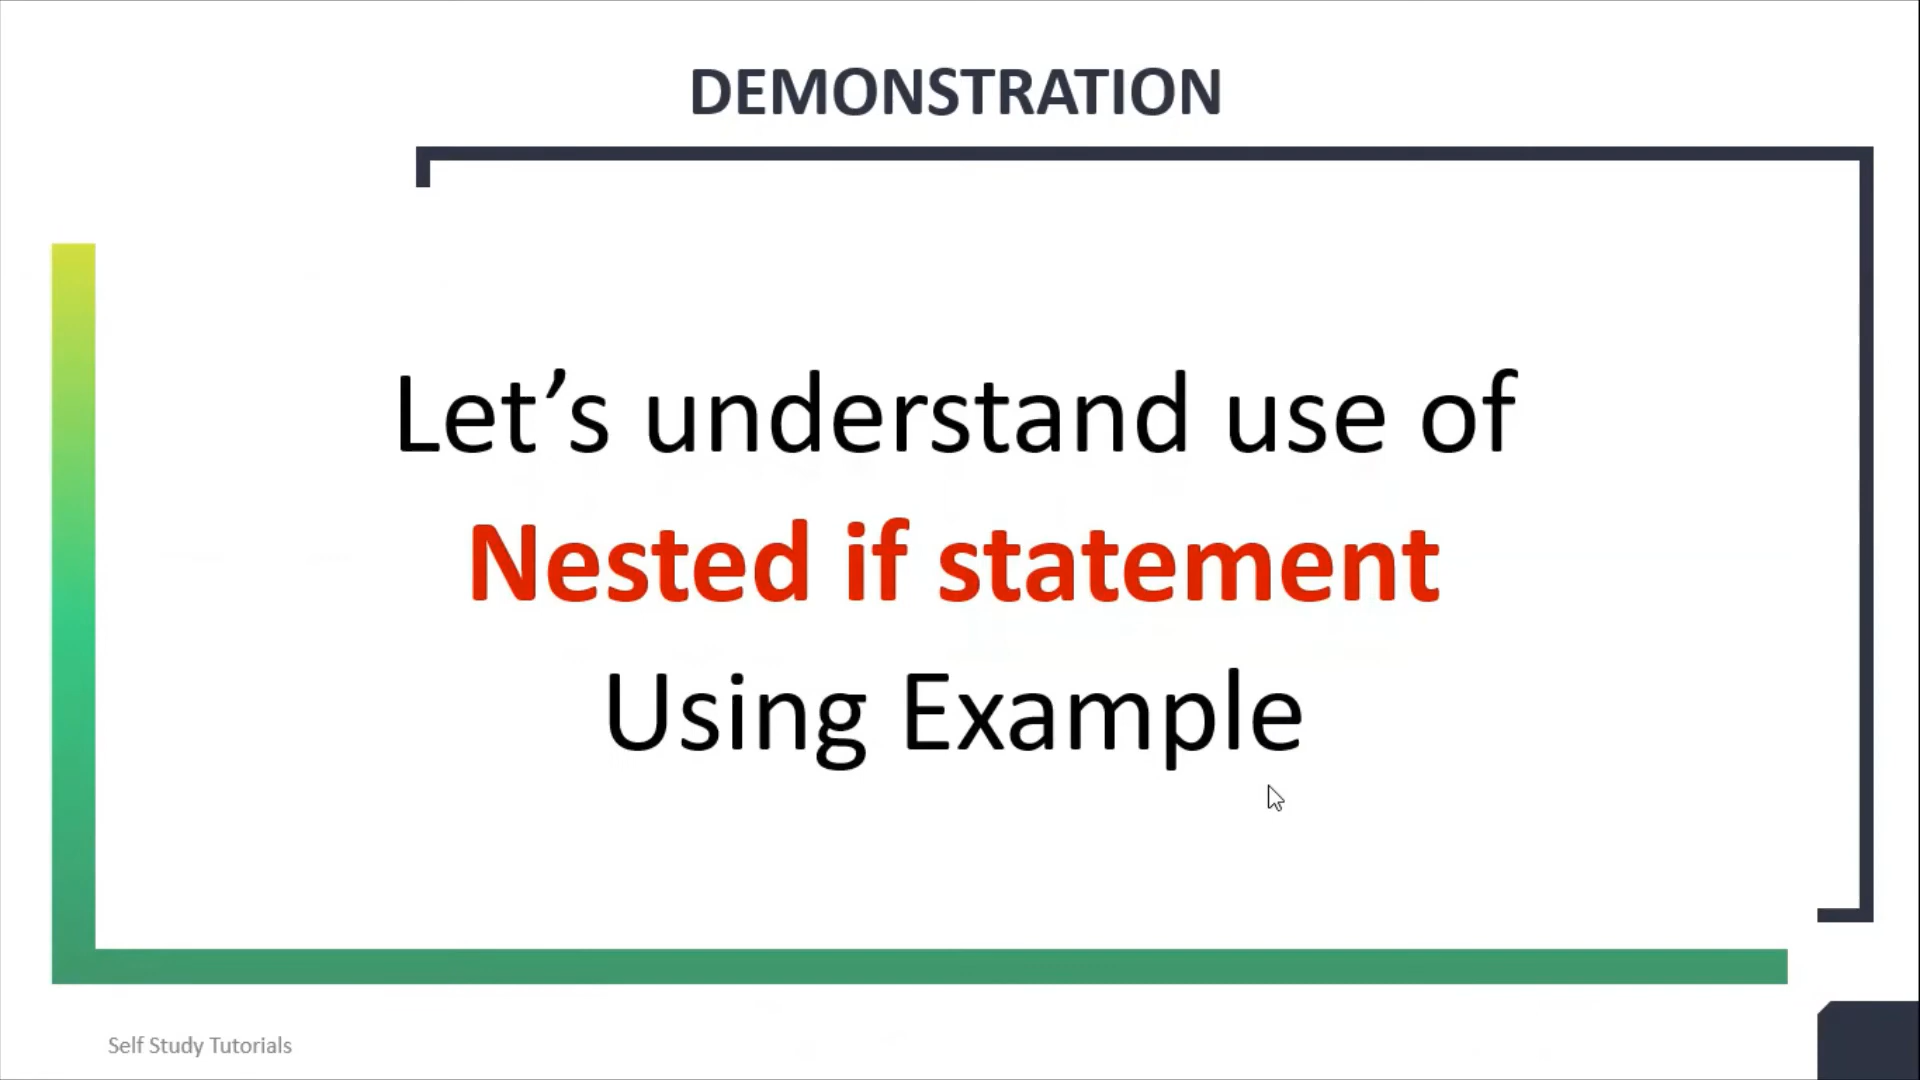 DEMONSTRATION
Let’s understand use of
Nested if statement
Using Example
Self Study Tutorials